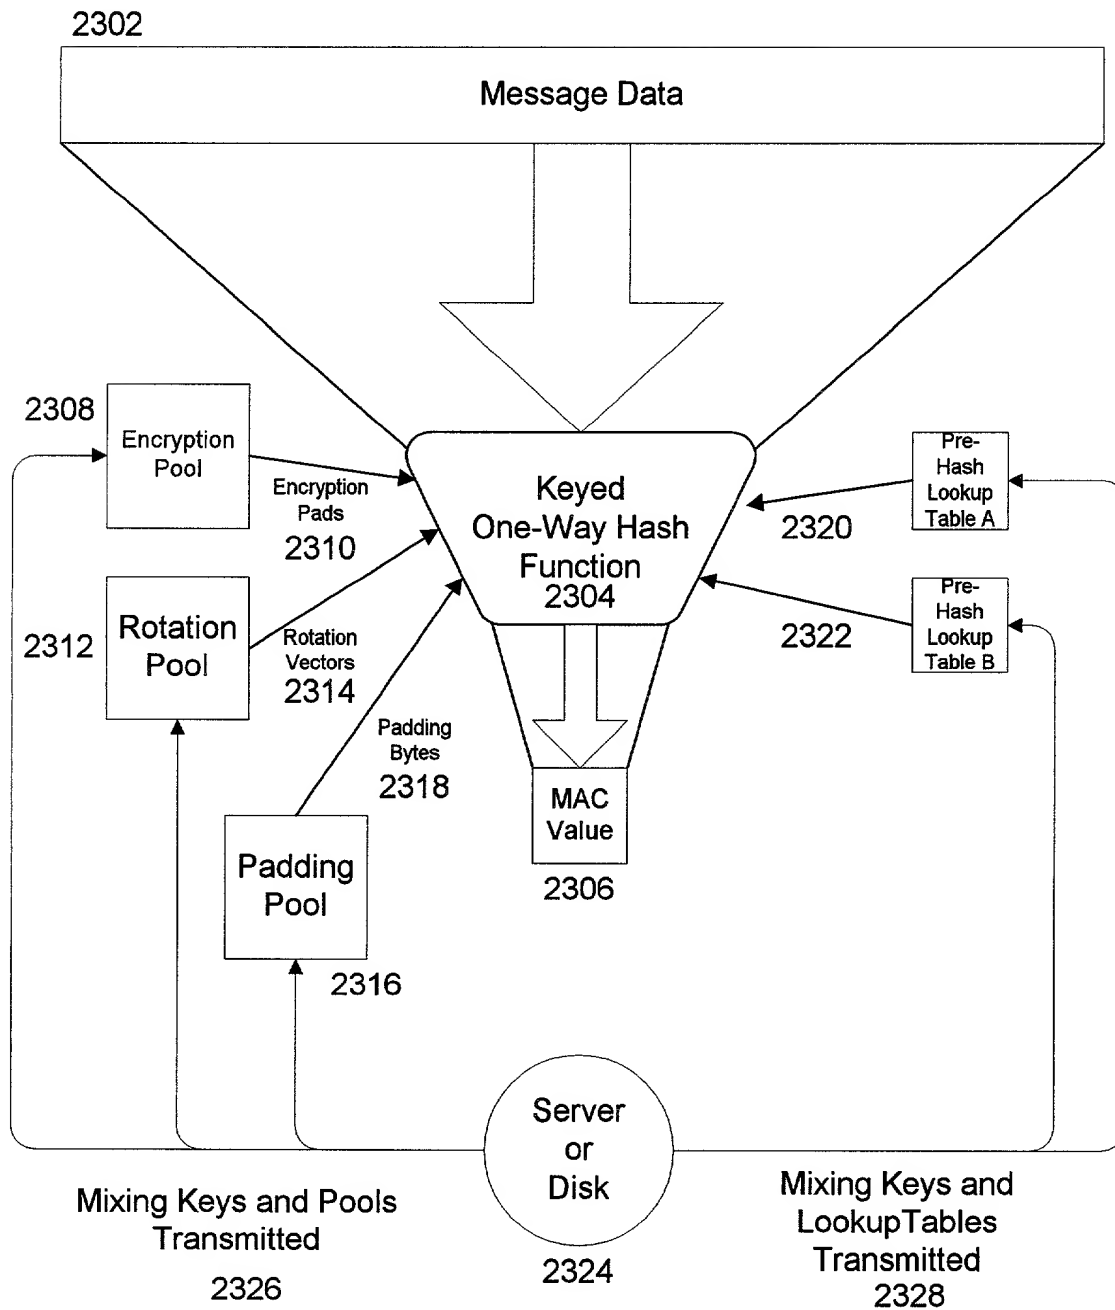 2302
Message Data
2308
Encryption
Pool
Encryption
Pads
2310
Keyed
One-Way Hash
Function
2304
Pre-
Hash
Lookup
Table A
2320
2312
Rotation
Pool
Rotation
Vectors
2314
Pre-
Hash
Lookup
Table B
2322
Padding
Bytes
2318
MAC
Value
2306
Padding
Pool
2316
Server
or
Disk
2324
Mixing Keys and Pools
Transmitted
2326
Mixing Keys and
LookupTables
Transmitted
2328